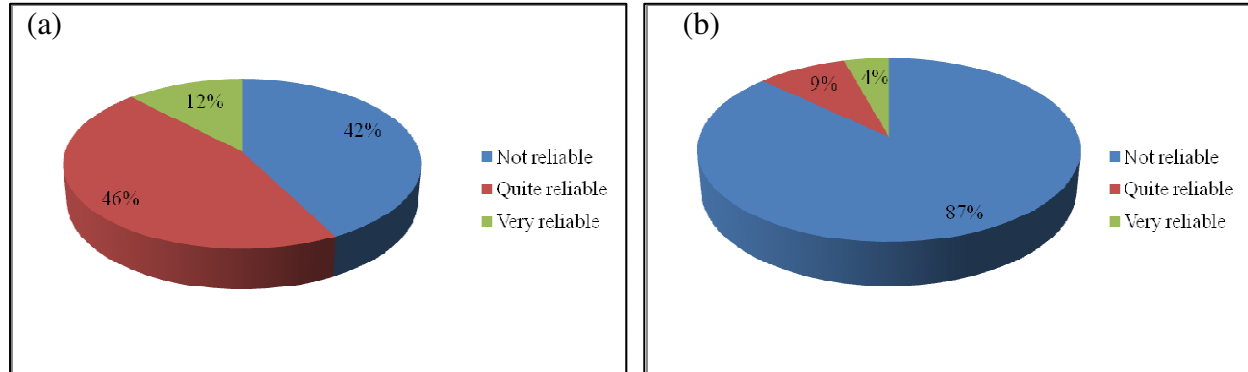 (a)
12%
42%
46%
Not reliable
Quite reliable
Very reliable
(b)
9%
4%
87%
Not reliable
Quite reliable
Very reliable